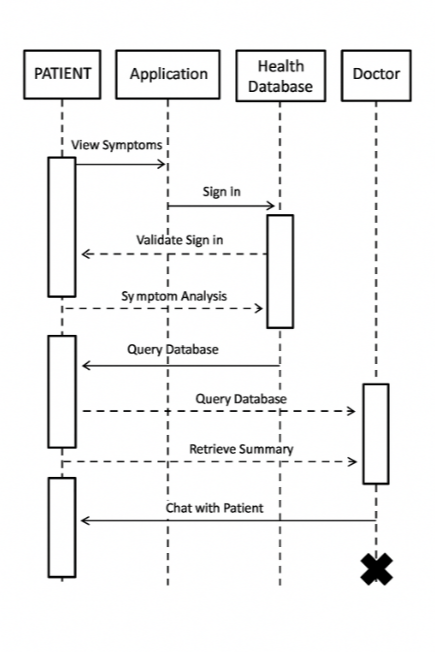 PATIENT
Application
Health
Database
Doctor
View Symptoms
Sign in
Validate Sign in
Symptom Analysis
Query Database
Query Database
Retrieve Summary
Chat with Patient